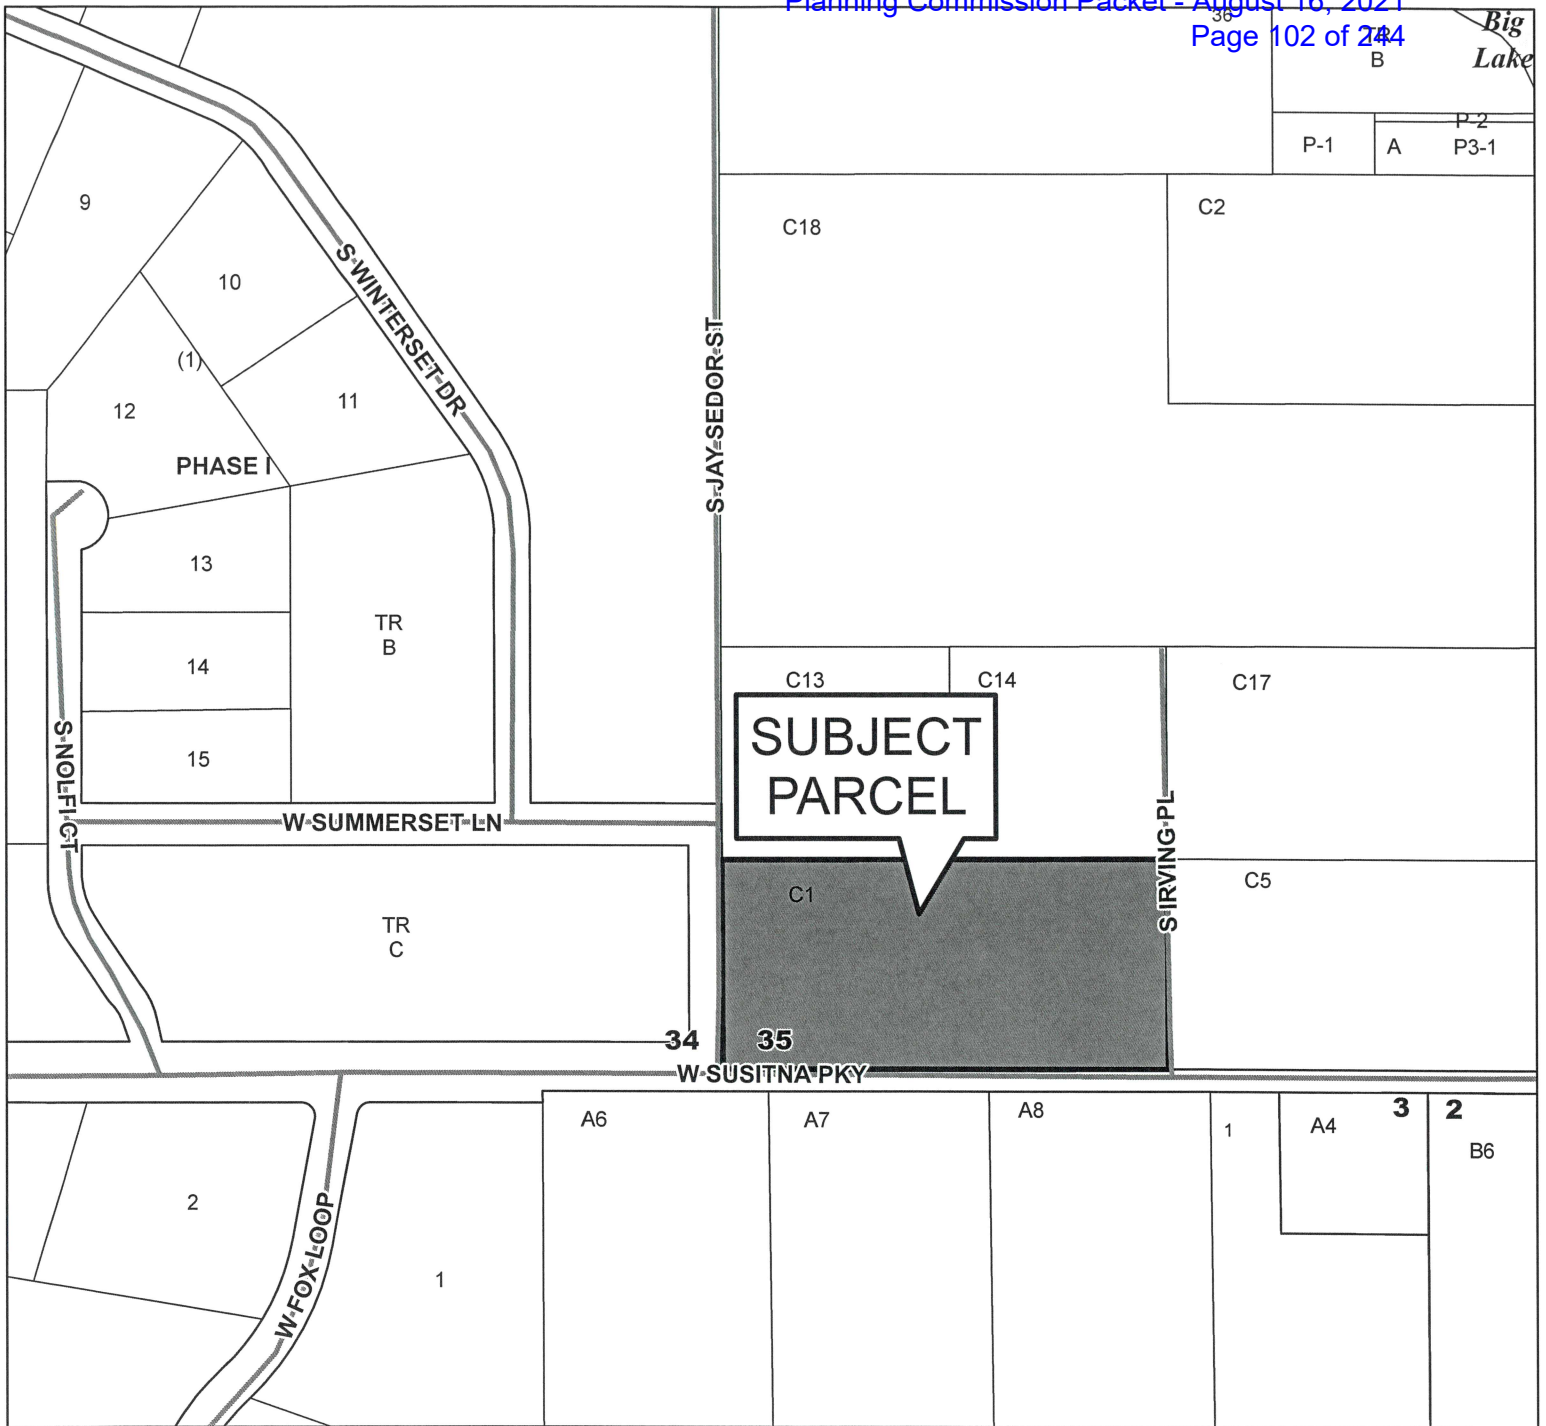 Planning Commission Packet - August 16, 2021
Page 102 of 244
36
TR
B
Big
Lake
P-2
P-1
A
P3-1
9
C18
C2
10
S WINTERSET DR
(1)
11
12
S JAY SEDOR ST
PHASE I
13
TR
B
14
C13
C14
C17
SUBJECT
PARCEL
15
S NOLFI CT
W SUMMERSET LN
S IRVING PL
C1
C5
TR
C
34
35
W SUSITNA PKY
A6
A7
A8
1
A4
3
2
B6
2
W FOX LOOP
1